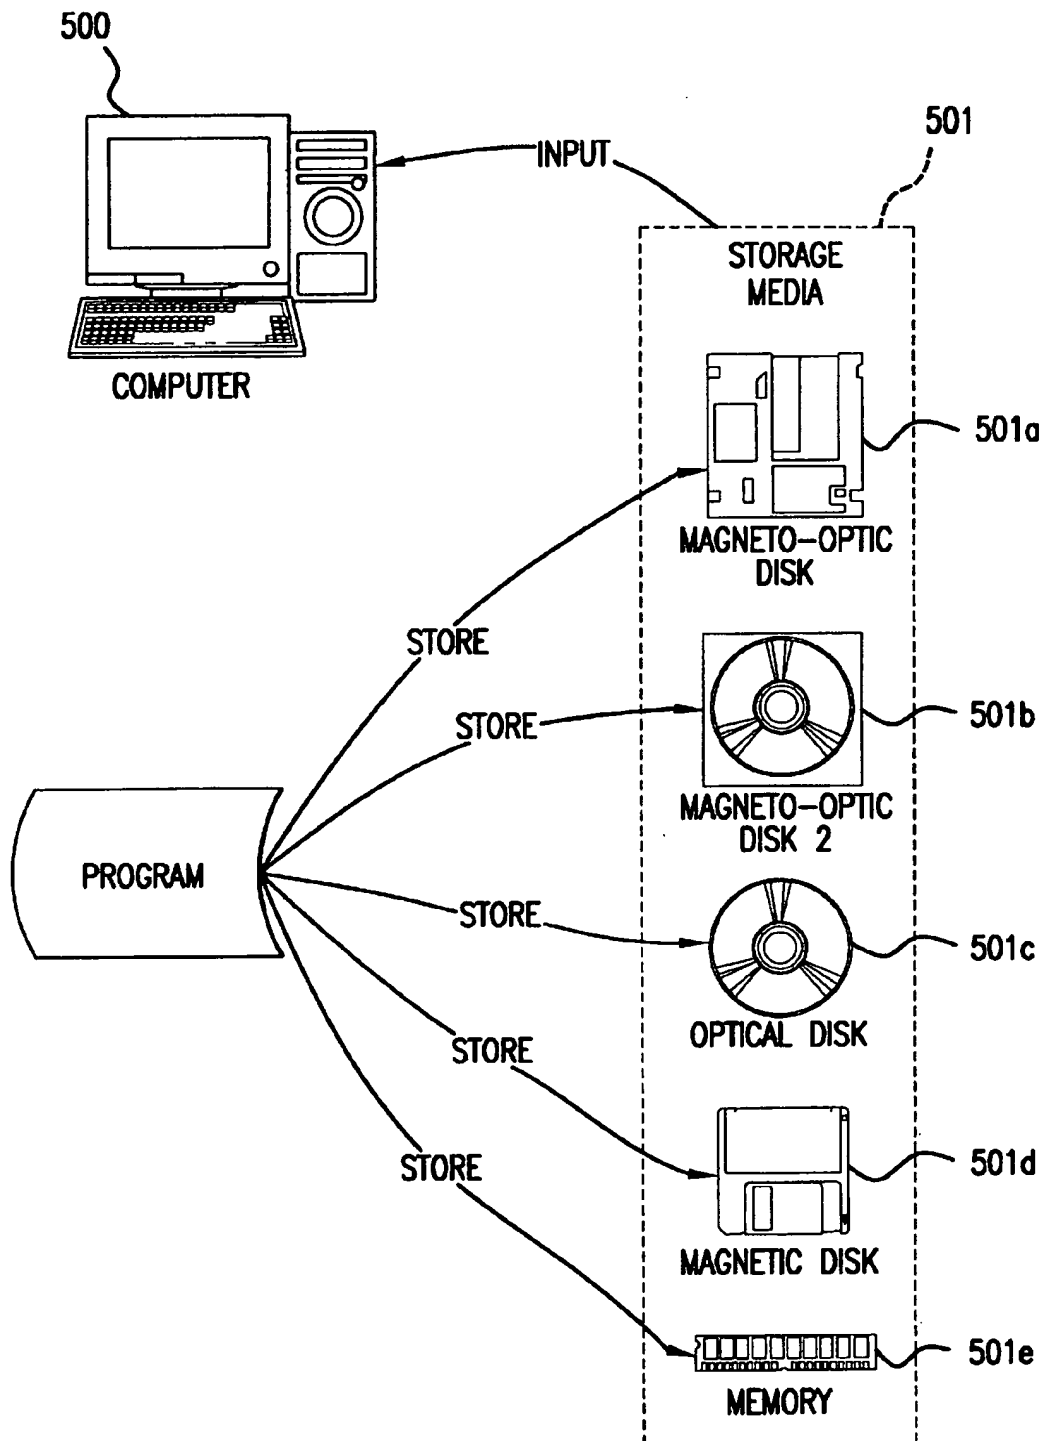 500
501
INPUT
STORAGE
MEDIA
COMPUTER
501a
MAGNETO-OPTIC
DISK
STORE
501b
STORE
MAGNETO-OPTIC
DISK 2
PROGRAM
STORE
501c
OPTICAL DISK
STORE
501d
STORE
MAGNETIC DISK
501e
MEMORY